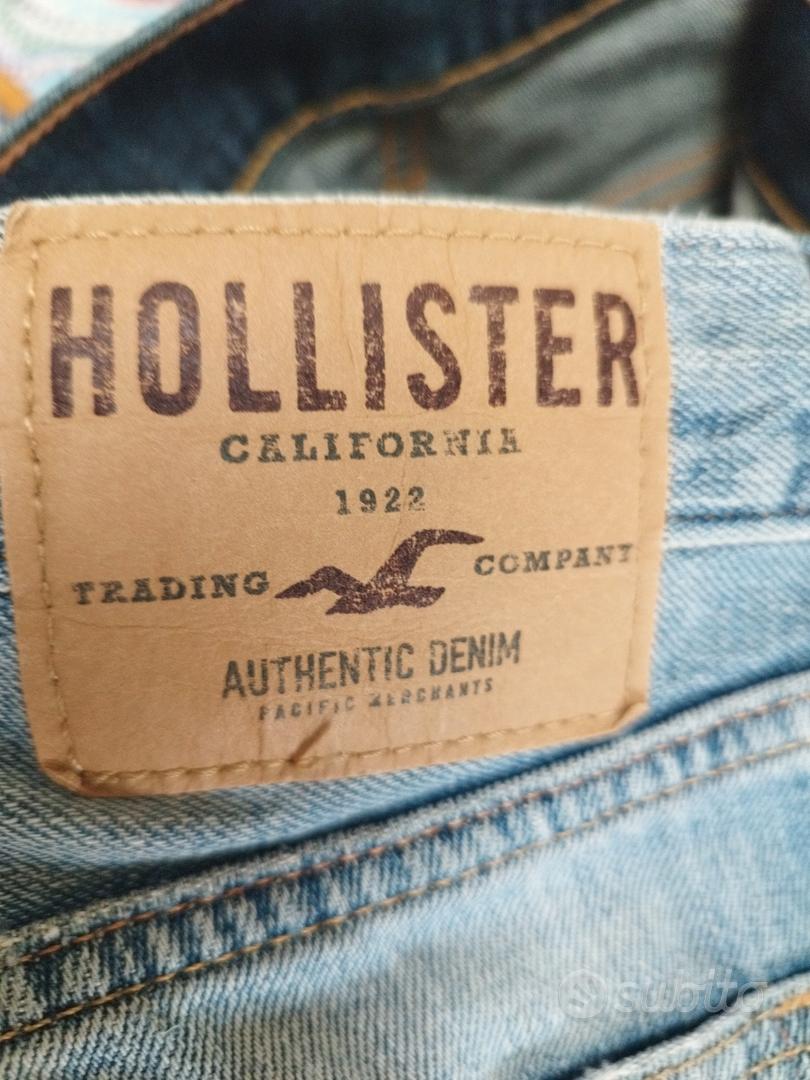 HOLLISTER
CALIFORNIA
1922
TRADING COMPANY
AUTHENTIC DENIM
PACIFIC MERCHANTS
subito